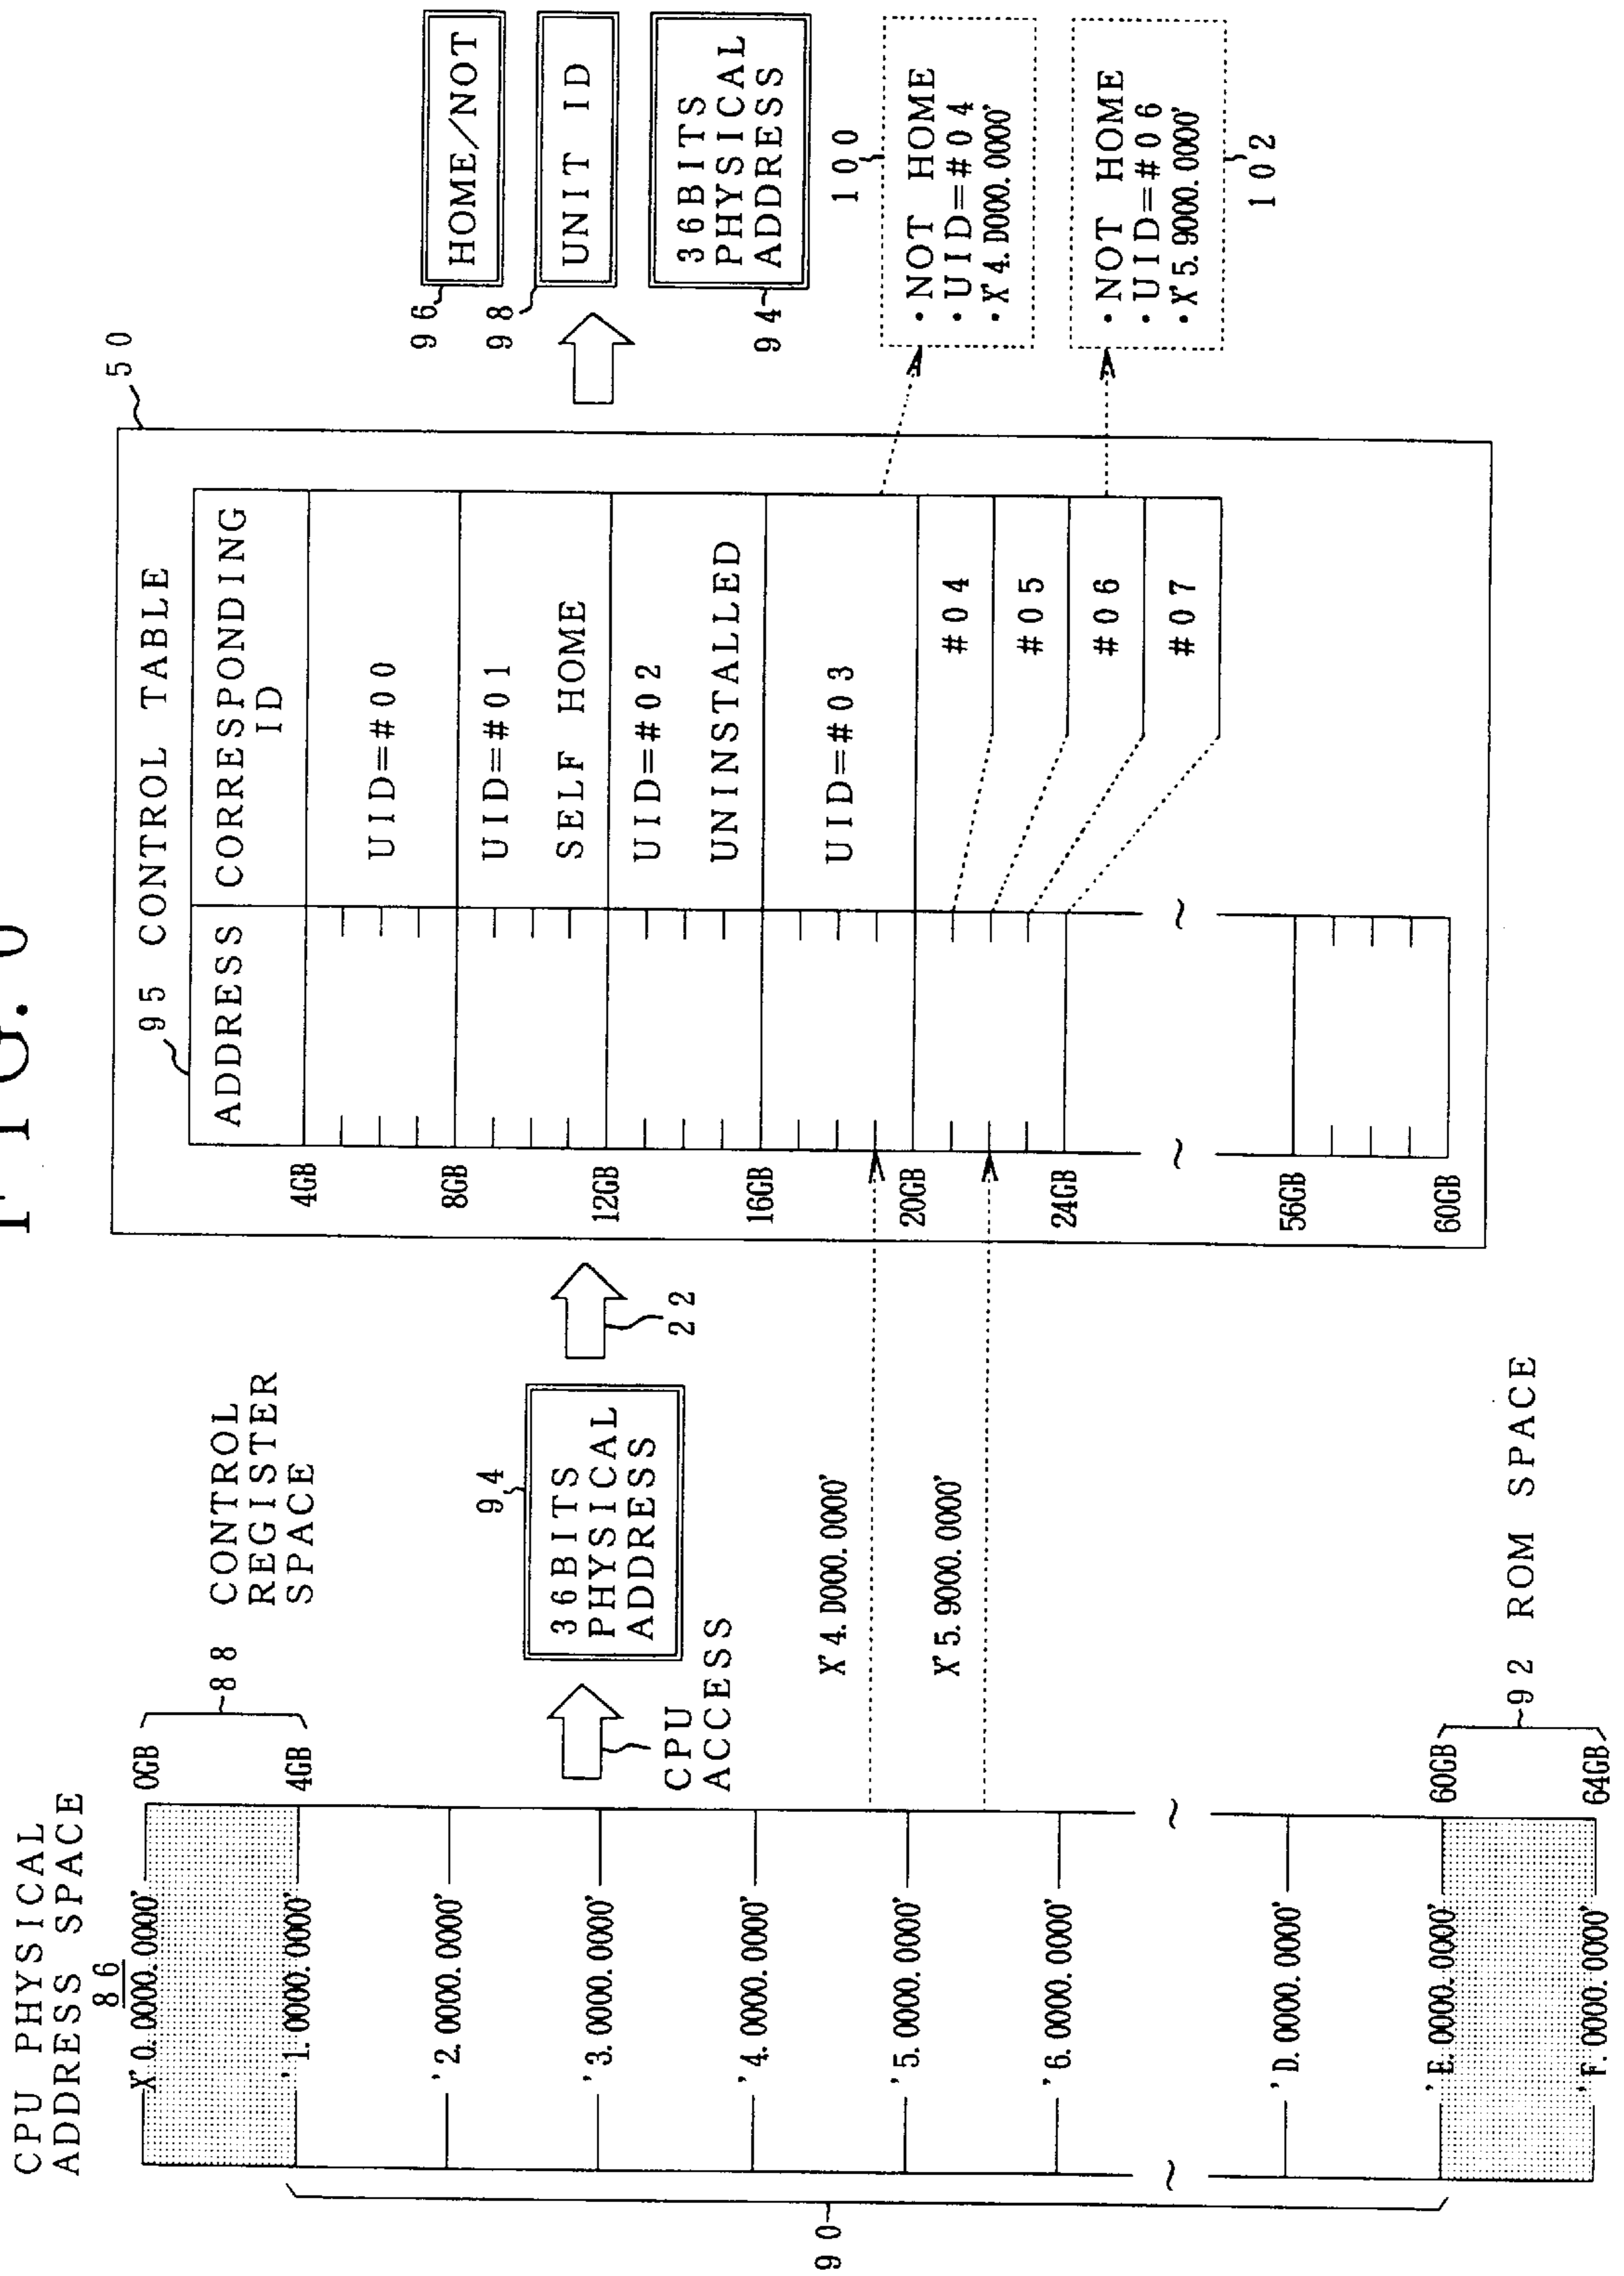 CPU PHYSICAL
ADDRESS SPACE
86
X'0.0000.0000'
'1.0000.0000'
'2.0000.0000'
'3.0000.0000'
'4.0000.0000'
'5.0000.0000'
'6.0000.0000'
'D.0000.0000'
'E.0000.0000'
'F.0000.0000'
90
0GB
4GB
60GB
64GB
88 CONTROL
REGISTER
SPACE
92 ROM SPACE
CPU
ACCESS
94
36BITS
PHYSICAL
ADDRESS
22
X'4.D000.0000'
X'5.9000.0000'
50
95 CONTROL TABLE
ADDRESS
CORRESPONDING
ID
4GB
8GB
12GB
16GB
20GB
24GB
56GB
60GB
UID=#00
UID=#01
SELF HOME
UID=#02
UNINSTALLED
UID=#03
#04
#05
#06
#07
96
HOME/NOT
98
UNIT ID
94
36BITS
PHYSICAL
ADDRESS
100
・NOT HOME
・UID=#04
・X'4.D000.0000'
・NOT HOME
・UID=#06
・X'5.9000.0000'
102